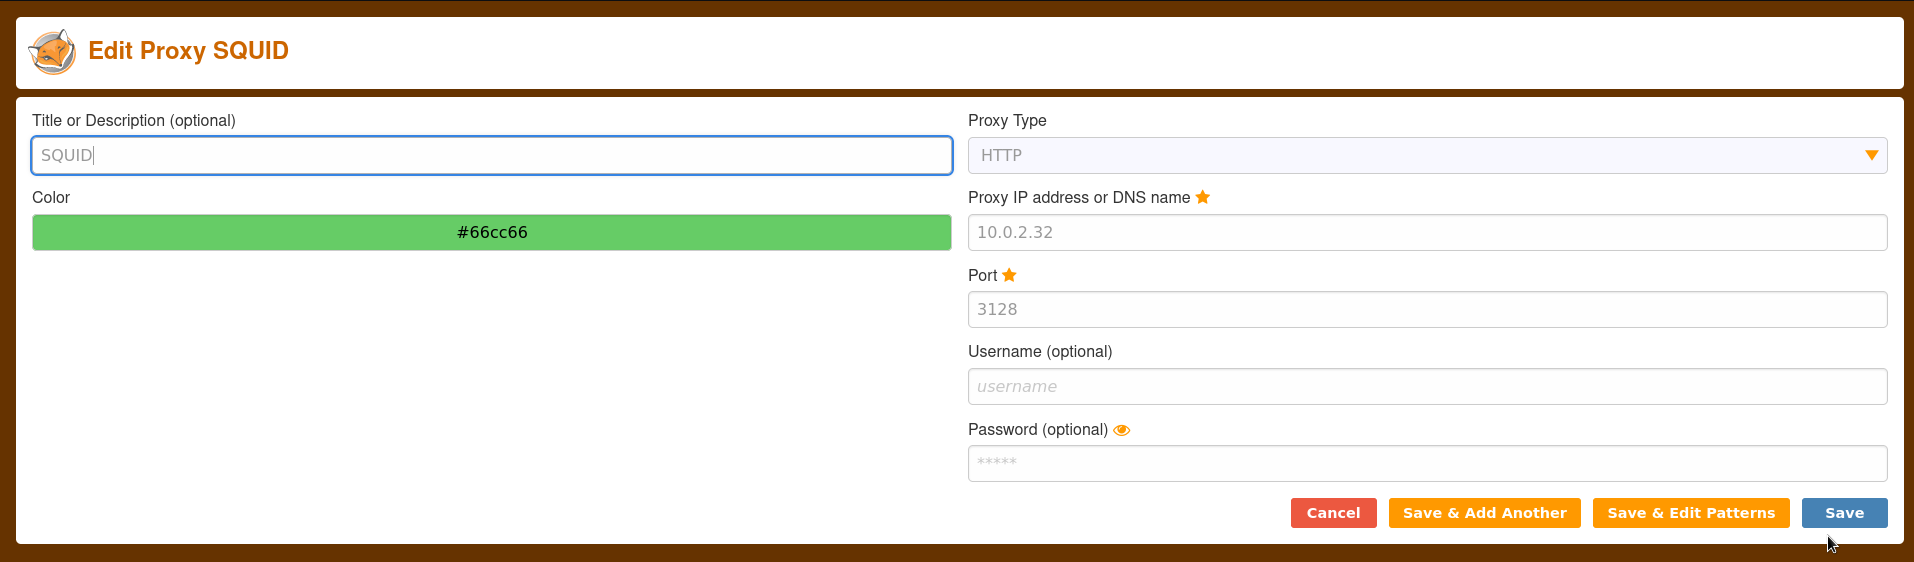 Edit Proxy SQUID
Title or Description (optional)
SQUID
Color
#66cc66
Proxy Type
HTTP
Proxy IP address or DNS name
10.0.2.32
Port
3128
Username (optional)
username
Password (optional)
*****
Cancel
Save & Add Another
Save & Edit Patterns
Save